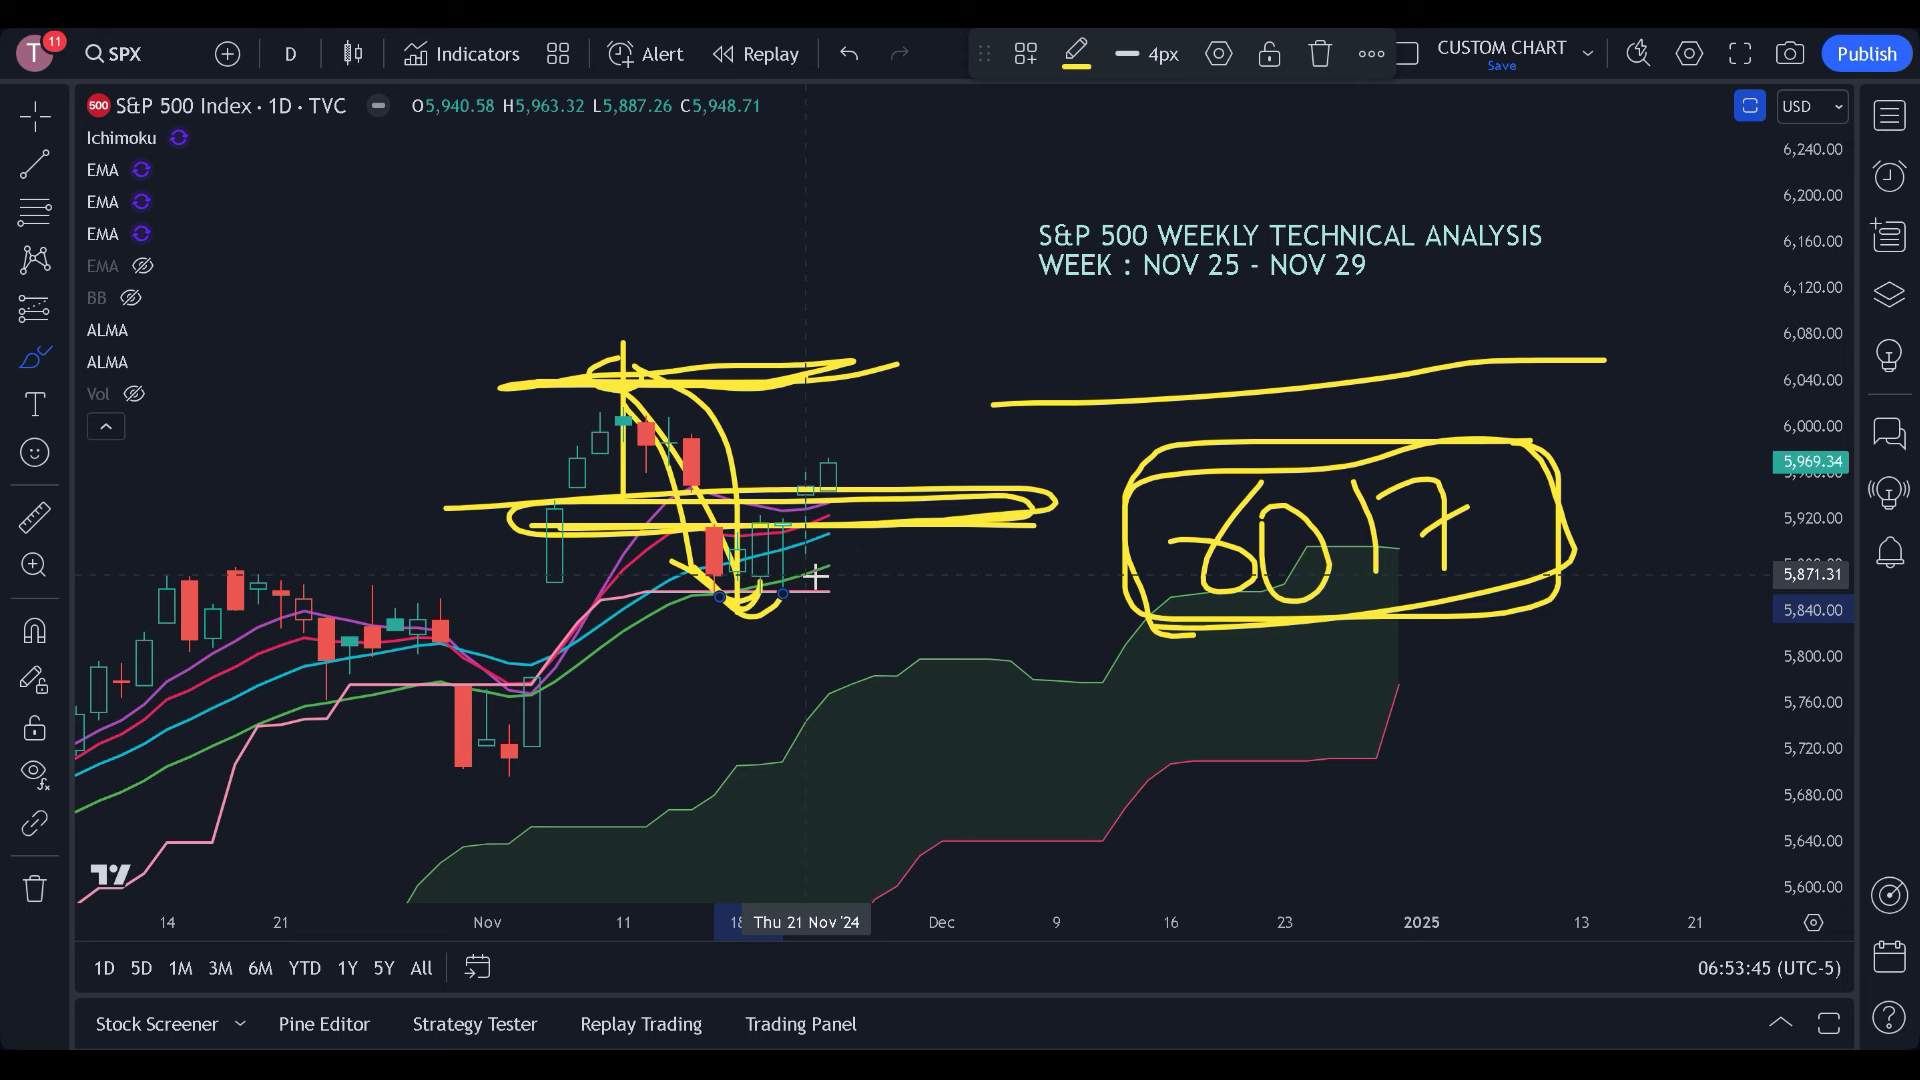 T 11 SPX D Indicators Alert Replay 4px CUSTOM CHART Save Publish
500 S&P 500 Index · 1D · TVC O5,940.58 H5,963.32 L5,887.26 C5,948.71 USD
Ichimoku
EMA
EMA
EMA
EMA
BB
ALMA
ALMA
Vol
S&P 500 WEEKLY TECHNICAL ANALYSIS
WEEK : NOV 25 - NOV 29
6017
6,240.00
6,200.00
6,160.00
6,120.00
6,080.00
6,040.00
6,000.00
5,969.34
5,920.00
5,871.31
5,840.00
5,800.00
5,760.00
5,720.00
5,680.00
5,640.00
5,600.00
14 21 Nov 11 18 Thu 21 Nov '24 Dec 9 16 23 2025 13 21
1D 5D 1M 3M 6M YTD 1Y 5Y All 06:53:45 (UTC-5)
Stock Screener Pine Editor Strategy Tester Replay Trading Trading Panel